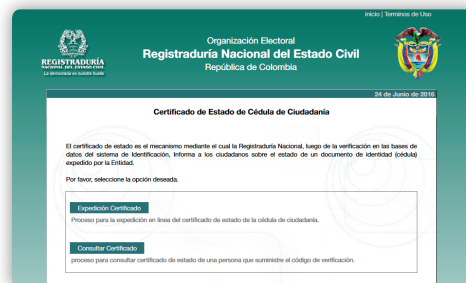 Inicio | Terminos de Uso
Organización Electoral
Registraduría Nacional del Estado Civil
República de Colombia
REGISTRADURÍA
NACIONAL DEL ESTADO CIVIL
La democracia es nuestra huella
24 de Junio de 2016
Certificado de Estado de Cédula de Ciudadanía
El certificado de estado es el mecanismo mediante el cual la Registraduría Nacional, luego de la verificación en las bases de
datos del sistema de Identificación, Informa a los ciudadanos sobre el estado de un documento de identidad (cédula)
expedido por la Entidad.
Por favor, seleccione la opción deseada.
Expedición Certificado
Proceso para la expedición en línea del certificado de estado de la cédula de ciudadanía.
Consultar Certificado
proceso para consultar certificado de estado de una persona que suministre el código de verificación.